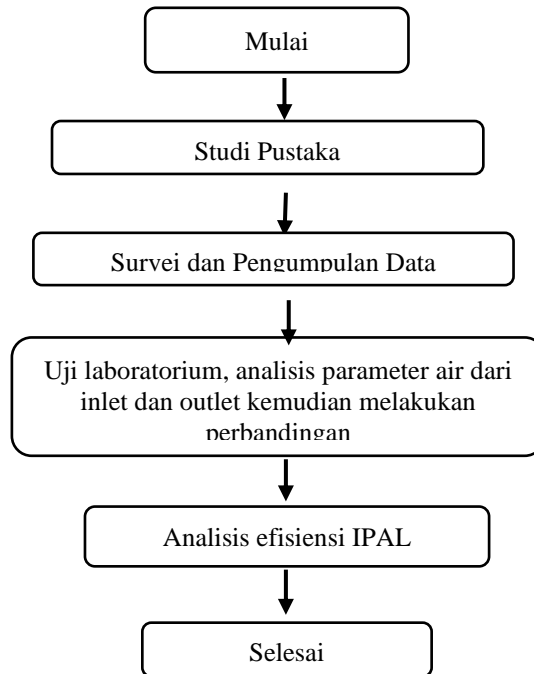 Mulai
Studi Pustaka
Survei dan Pengumpulan Data
Uji laboratorium, analisis parameter air dari
inlet dan outlet kemudian melakukan
perbandingan
Analisis efisiensi IPAL
Selesai